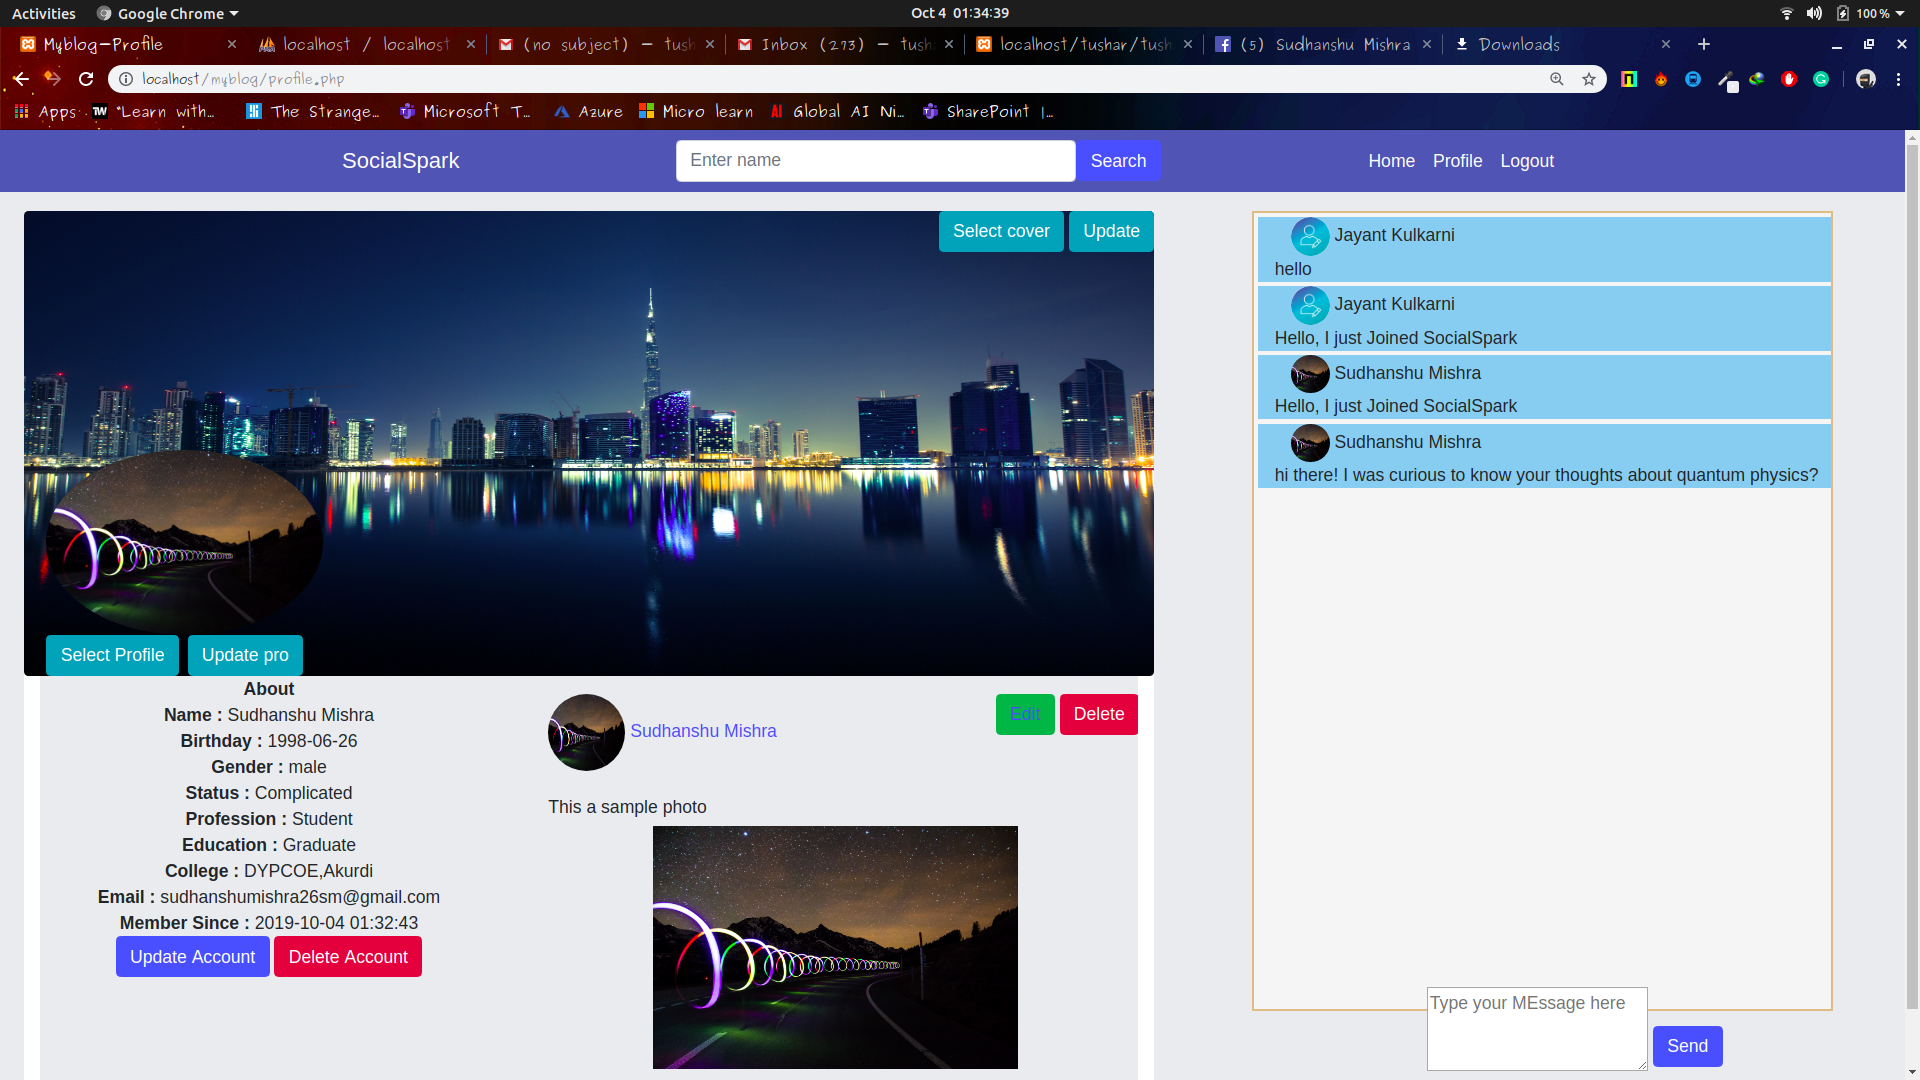 Activities Google Chrome Oct 4 01:34:39 100 %
Myblog-Profile localhost / localhost (no subject) – tush Inbox (273) – tush localhost/tushar/tush (5) Sudhanshu Mishra Downloads
localhost/myblog/profile.php
Apps "Learn with... The Strange... Microsoft T... Azure Micro learn Global AI Ni... SharePoint |...
SocialSpark Enter name Search Home Profile Logout
Select cover Update
Select Profile Update pro
About
Name : Sudhanshu Mishra
Birthday : 1998-06-26
Gender : male
Status : Complicated
Profession : Student
Education : Graduate
College : DYPCOE,Akurdi
Email : sudhanshumishra26sm@gmail.com
Member Since : 2019-10-04 01:32:43
Update Account Delete Account
Sudhanshu Mishra
Edit Delete
This a sample photo
Jayant Kulkarni
hello
Jayant Kulkarni
Hello, I just Joined SocialSpark
Sudhanshu Mishra
Hello, I just Joined SocialSpark
Sudhanshu Mishra
hi there! I was curious to know your thoughts about quantum physics?
Type your MEssage here
Send